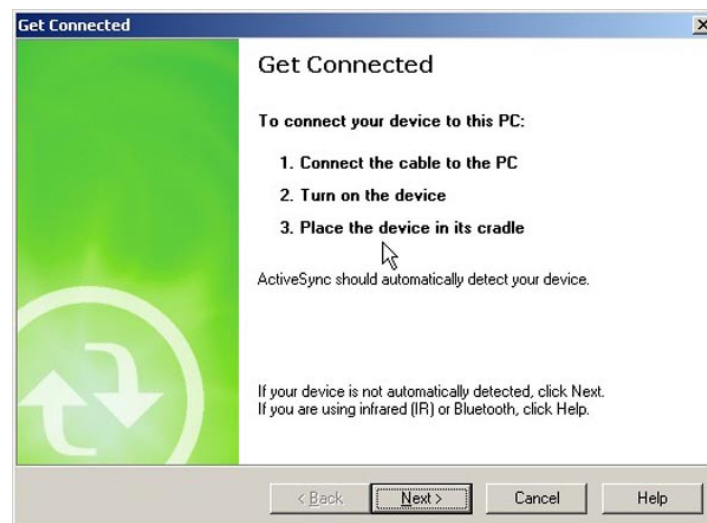 Get Connected
Get Connected
To connect your device to this PC:
1. Connect the cable to the PC
2. Turn on the device
3. Place the device in its cradle
ActiveSync should automatically detect your device.
If your device is not automatically detected, click Next.
If you are using infrared (IR) or Bluetooth, click Help.
< Back Next > Cancel Help